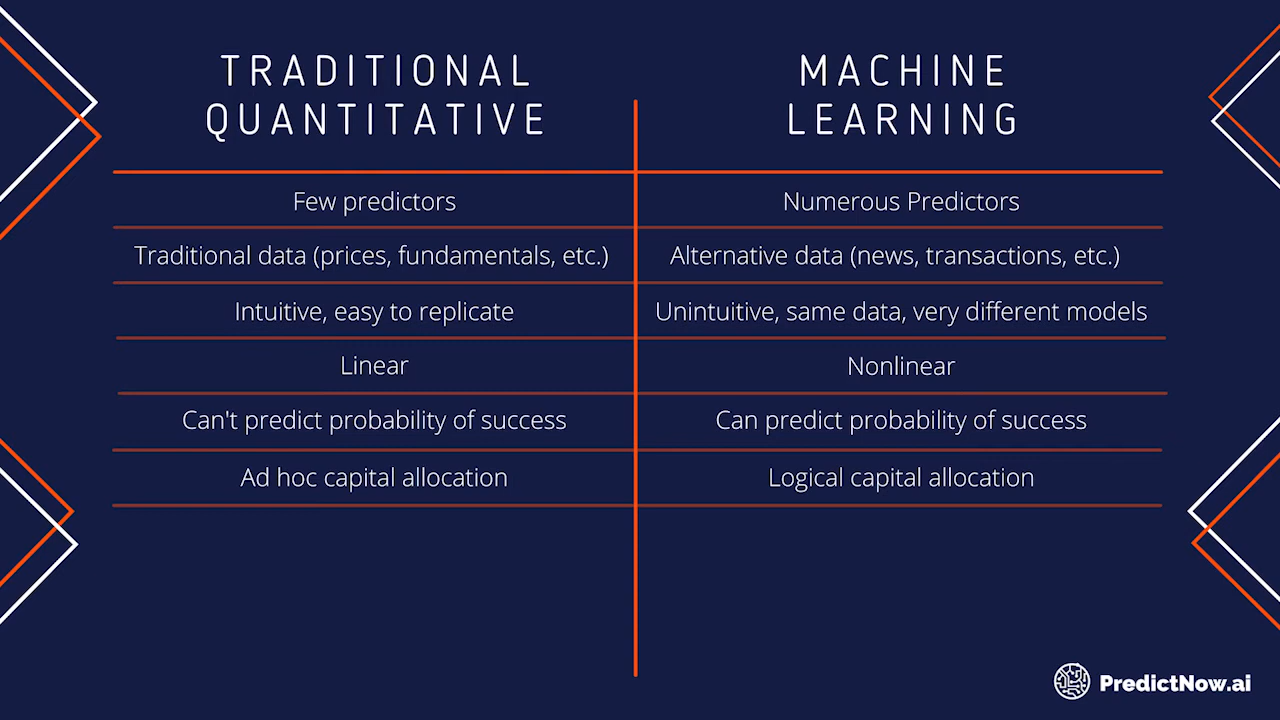 TRADITIONAL
QUANTITATIVE
MACHINE
LEARNING
Few predictors
Numerous Predictors
Traditional data (prices, fundamentals, etc.)
Alternative data (news, transactions, etc.)
Intuitive, easy to replicate
Unintuitive, same data, very different models
Linear
Nonlinear
Can't predict probability of success
Can predict probability of success
Ad hoc capital allocation
Logical capital allocation
PredictNow.ai